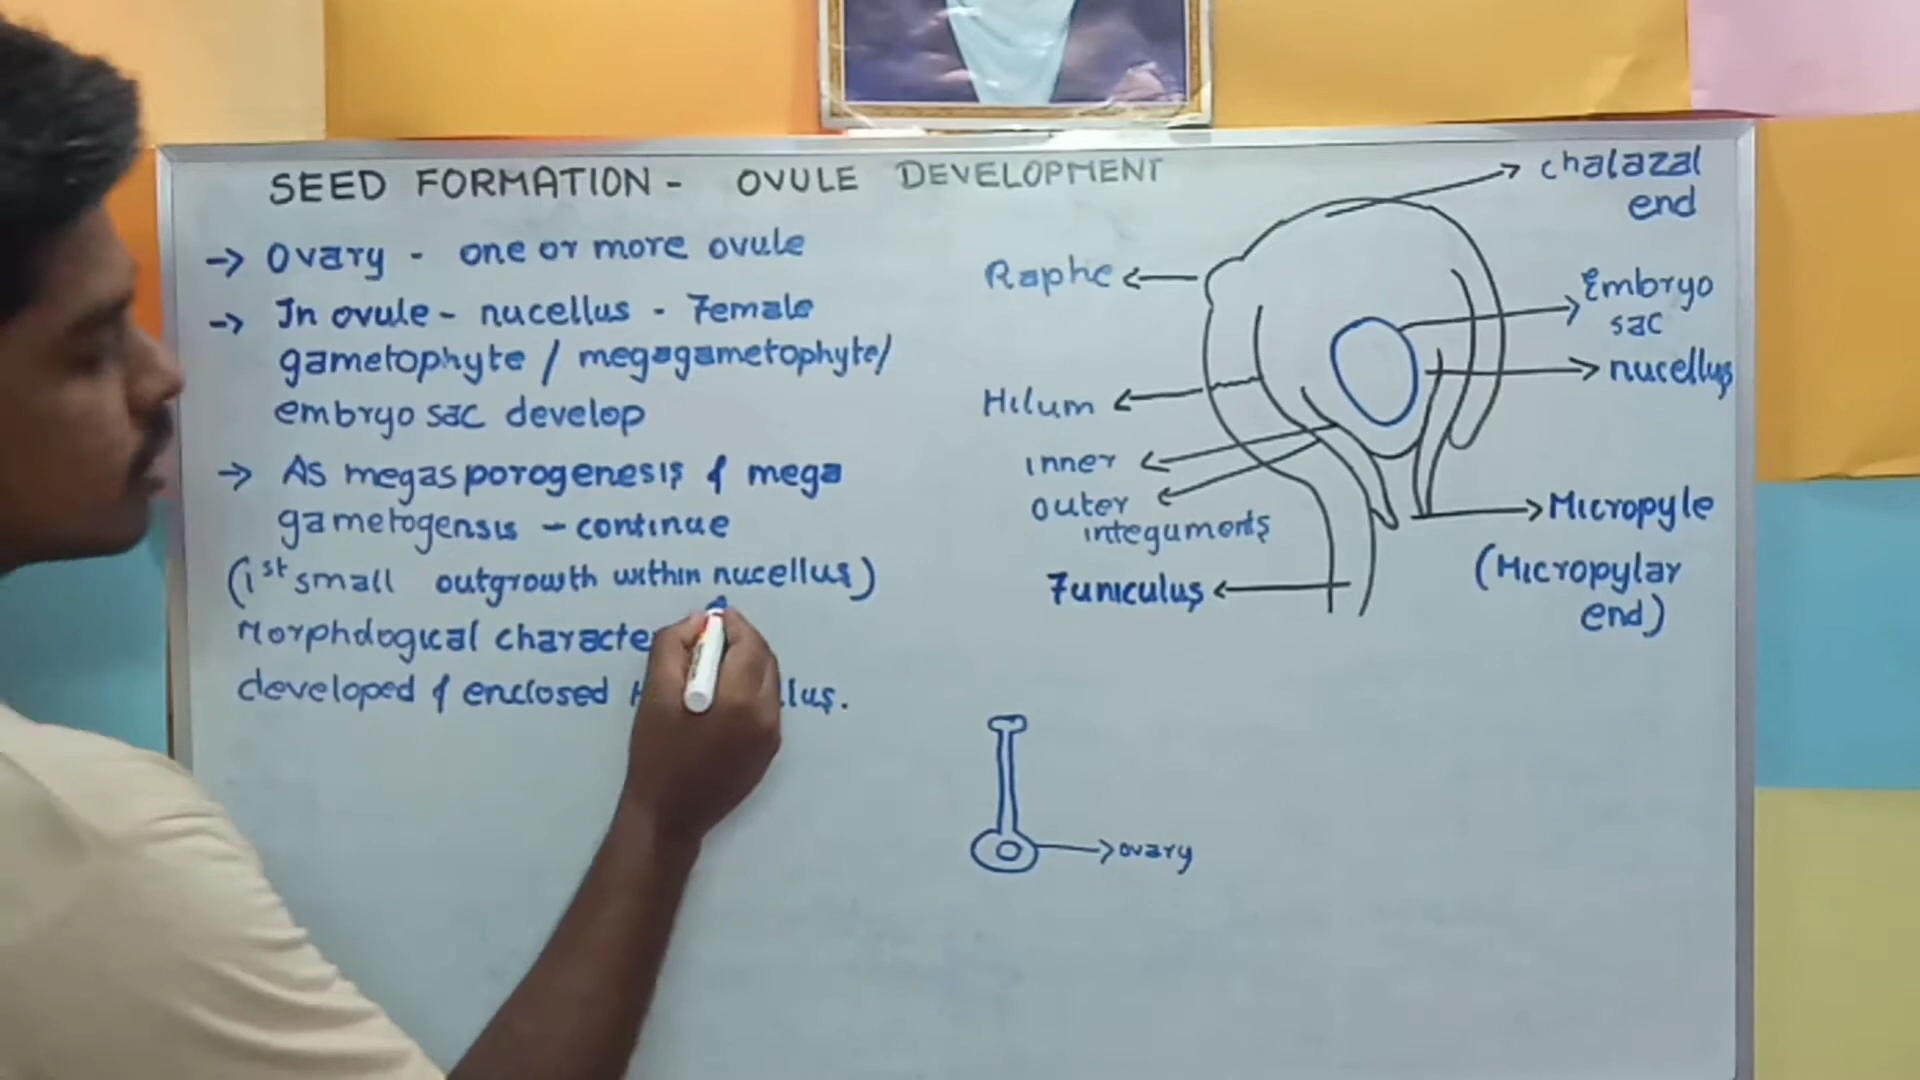 SEED FORMATION - OVULE DEVELOPMENT
→ Ovary - one or more ovule
→ In ovule - nucellus - Female
gametophyte / megagametophyte/
embryo sac develop
→ As megasporogenesis & mega
gametogensis - continue
(1st small outgrowth within nucellus)
Morphological
developed & enclosed
chalazal
end
Raphe
Embryo
sac
nucellus
Hilum
inner
outer
integuments
Micropyle
(Micropylar
end)
Funiculus
ovary